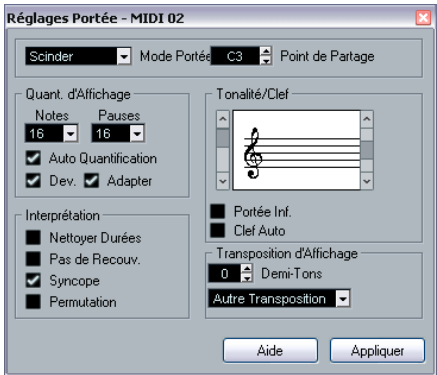 Réglages Portée - MIDI 02
Scinder Mode Portée C3 Point de Partage
Quant. d'Affichage
Notes Pauses
16 16
Auto Quantification
Dev. Adapter
Tonalité/Clef
Portée Inf.
Clef Auto
Interprétation
Nettoyer Durées
Pas de Recouv.
Syncope
Permutation
Transposition d'Affichage
0 Demi-Tons
Autre Transposition
Aide Appliquer